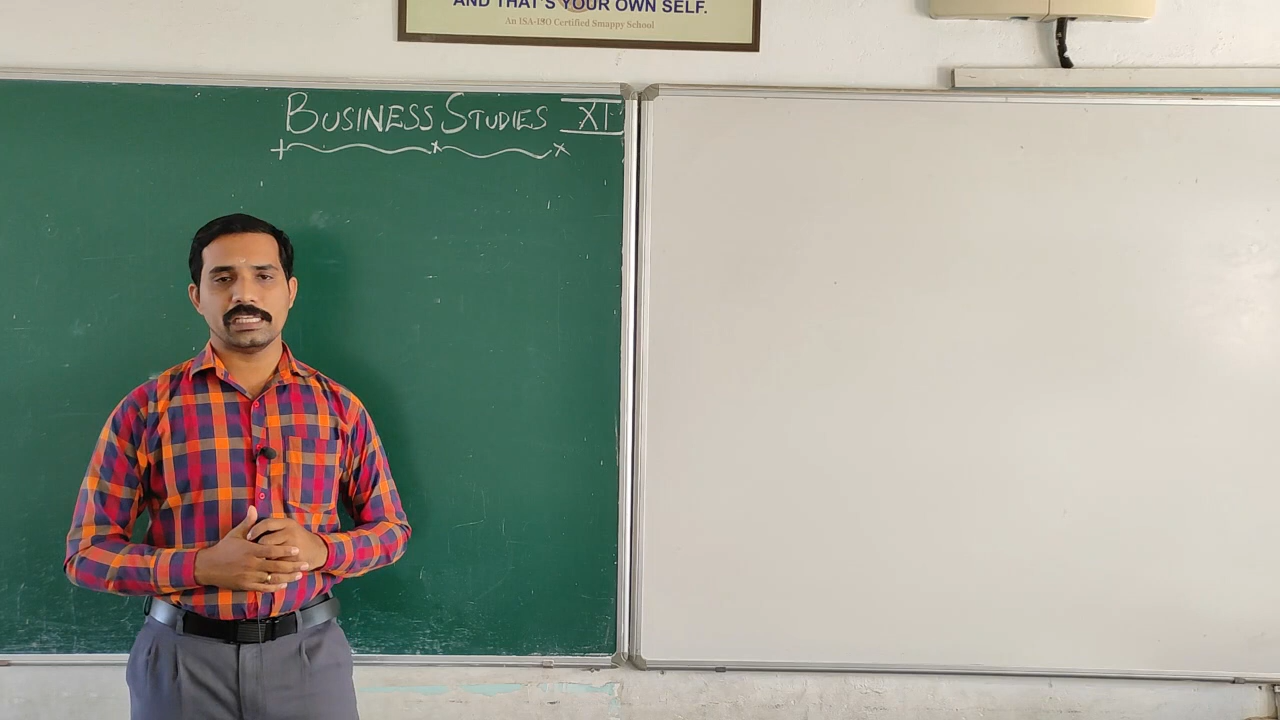 AND THAT'S YOUR OWN SELF.
An ISA-ISO Certified Smappy School
BUSINESS STUDIES XI